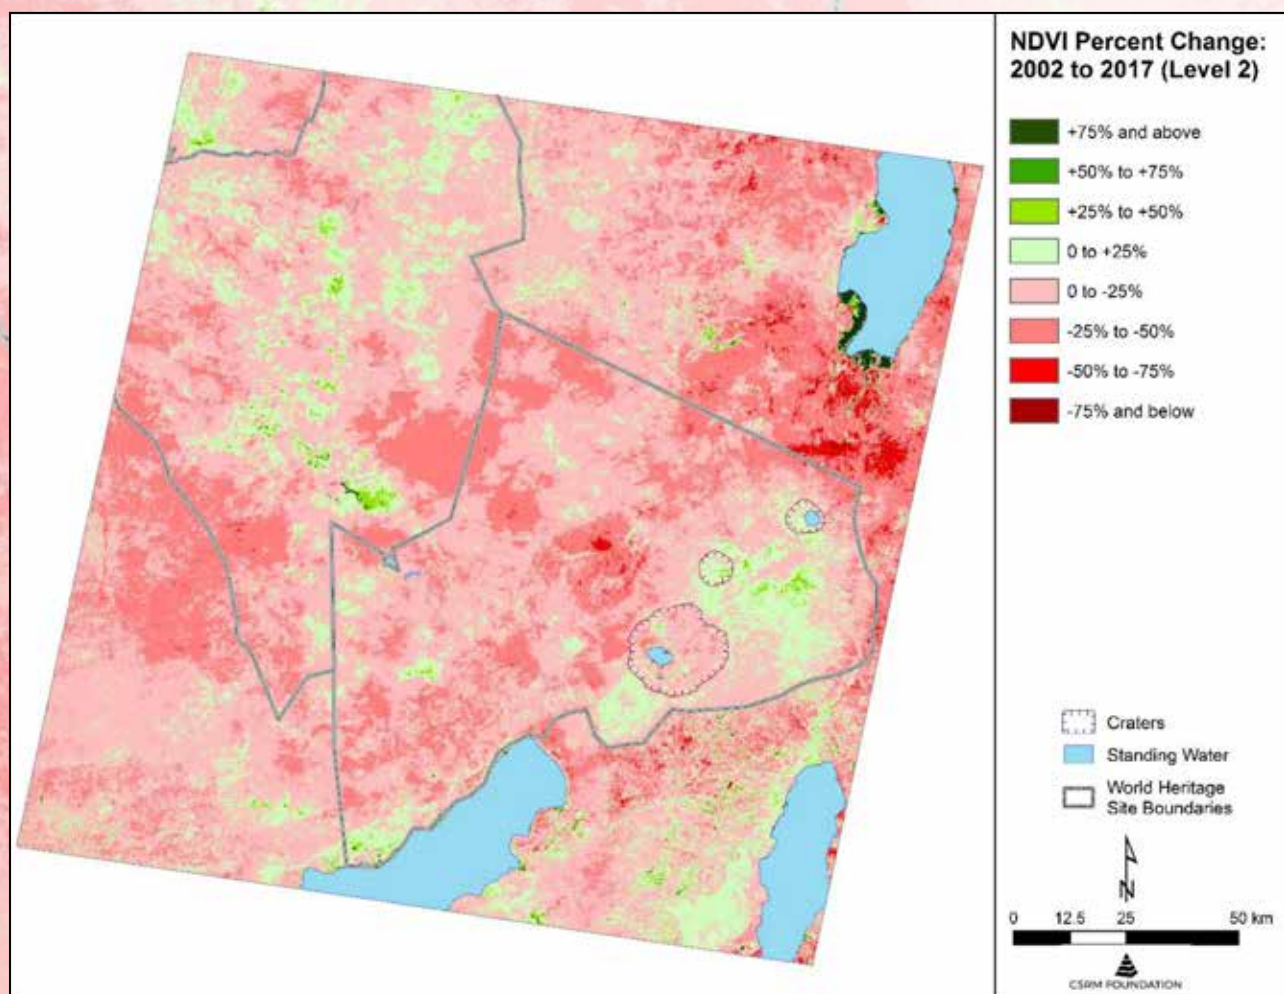 NDVI Percent Change:
2002 to 2017 (Level 2)
+75% and above
+50% to +75%
+25% to +50%
0 to +25%
0 to -25%
-25% to -50%
-50% to -75%
-75% and below
Craters
Standing Water
World Heritage
Site Boundaries
N
0 12.5 25 50 km
CSRM FOUNDATION